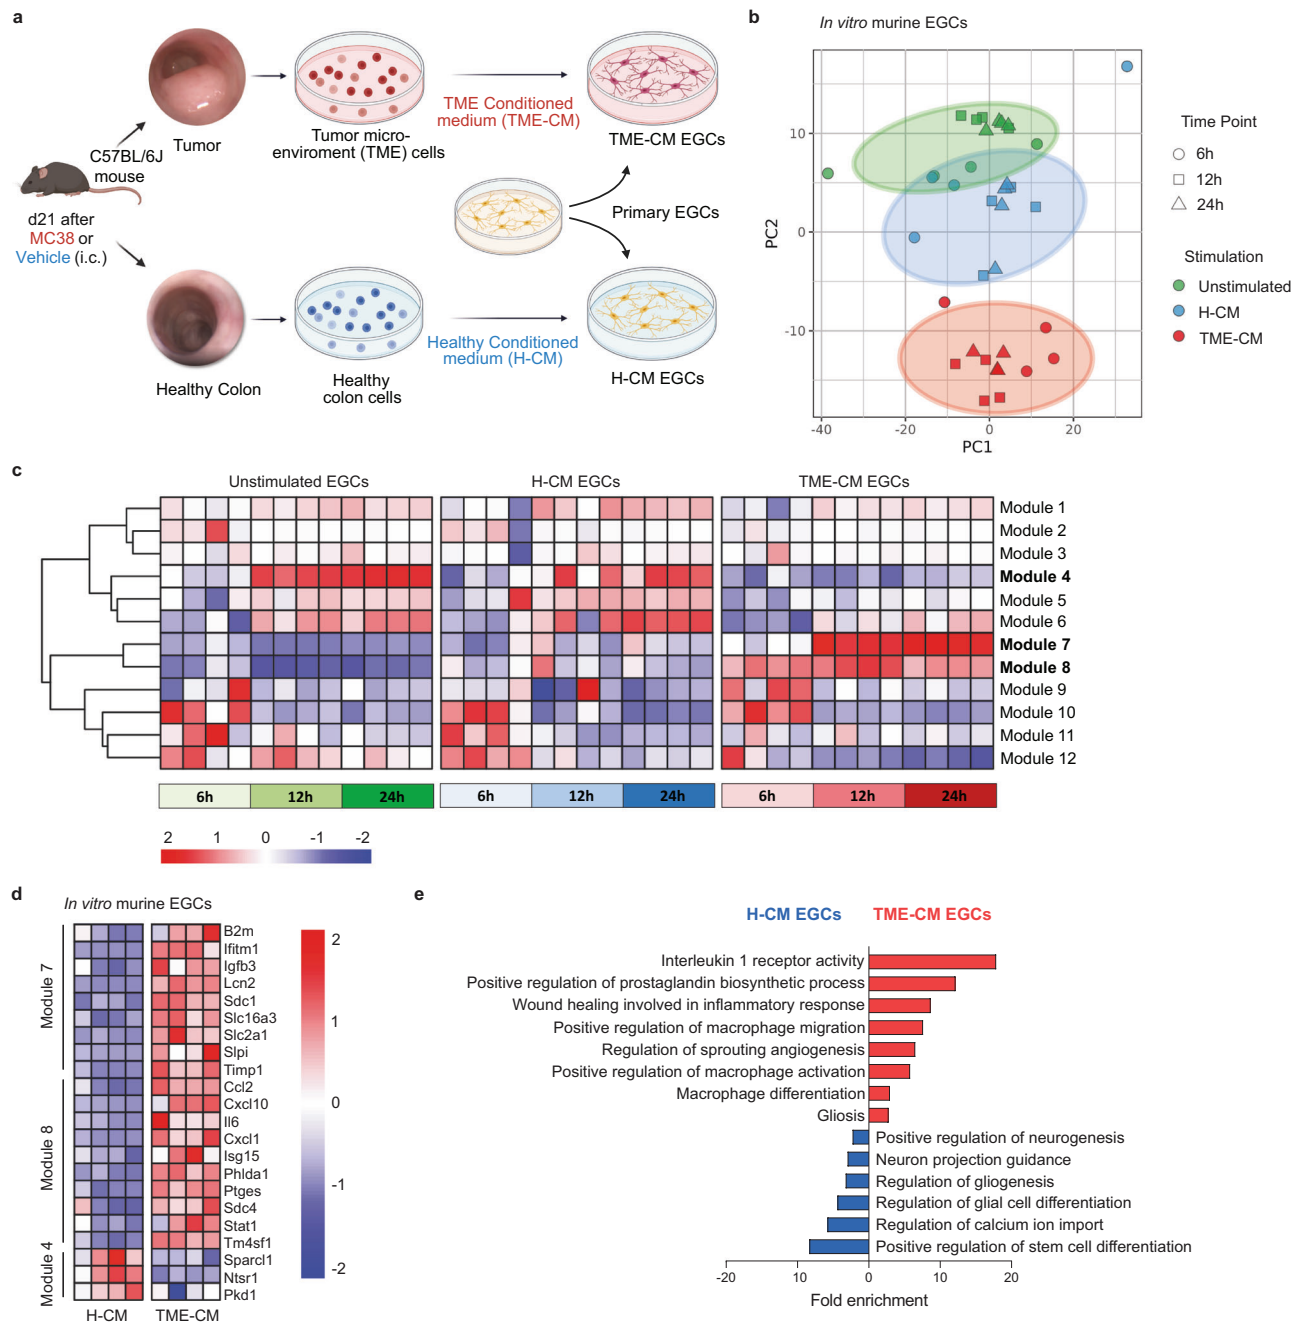 a
C57BL/6J
mouse
d21 after
MC38 or
Vehicle (i.c.)
Tumor
Healthy Colon
Tumor micro-
enviroment (TME) cells
Healthy
colon cells
TME Conditioned
medium (TME-CM)
Healthy Conditioned
medium (H-CM)
Primary EGCs
TME-CM EGCs
H-CM EGCs
b
In vitro murine EGCs
PC2
10
0
-10
-40
-20
0
20
PC1
Time Point
6h
12h
24h
Stimulation
Unstimulated
H-CM
TME-CM
c
Unstimulated EGCs
H-CM EGCs
TME-CM EGCs
Module 1
Module 2
Module 3
Module 4
Module 5
Module 6
Module 7
Module 8
Module 9
Module 10
Module 11
Module 12
6h 12h 24h
6h 12h 24h
6h 12h 24h
2 1 0 -1 -2
d
In vitro murine EGCs
Module 7
Module 8
Module 4
B2m
Ifitm1
Igfb3
Lcn2
Sdc1
Slc16a3
Slc2a1
Slpi
Timp1
Ccl2
Cxcl10
Il6
Cxcl1
Isg15
Phlda1
Ptges
Sdc4
Stat1
Tm4sf1
Sparcl1
Ntsr1
Pkd1
H-CM
TME-CM
2
1
0
-1
-2
e
H-CM EGCs
TME-CM EGCs
Interleukin 1 receptor activity
Positive regulation of prostaglandin biosynthetic process
Wound healing involved in inflammatory response
Positive regulation of macrophage migration
Regulation of sprouting angiogenesis
Positive regulation of macrophage activation
Macrophage differentiation
Gliosis
Positive regulation of neurogenesis
Neuron projection guidance
Regulation of gliogenesis
Regulation of glial cell differentiation
Regulation of calcium ion import
Positive regulation of stem cell differentiation
-20 10 0 10 20
Fold enrichment